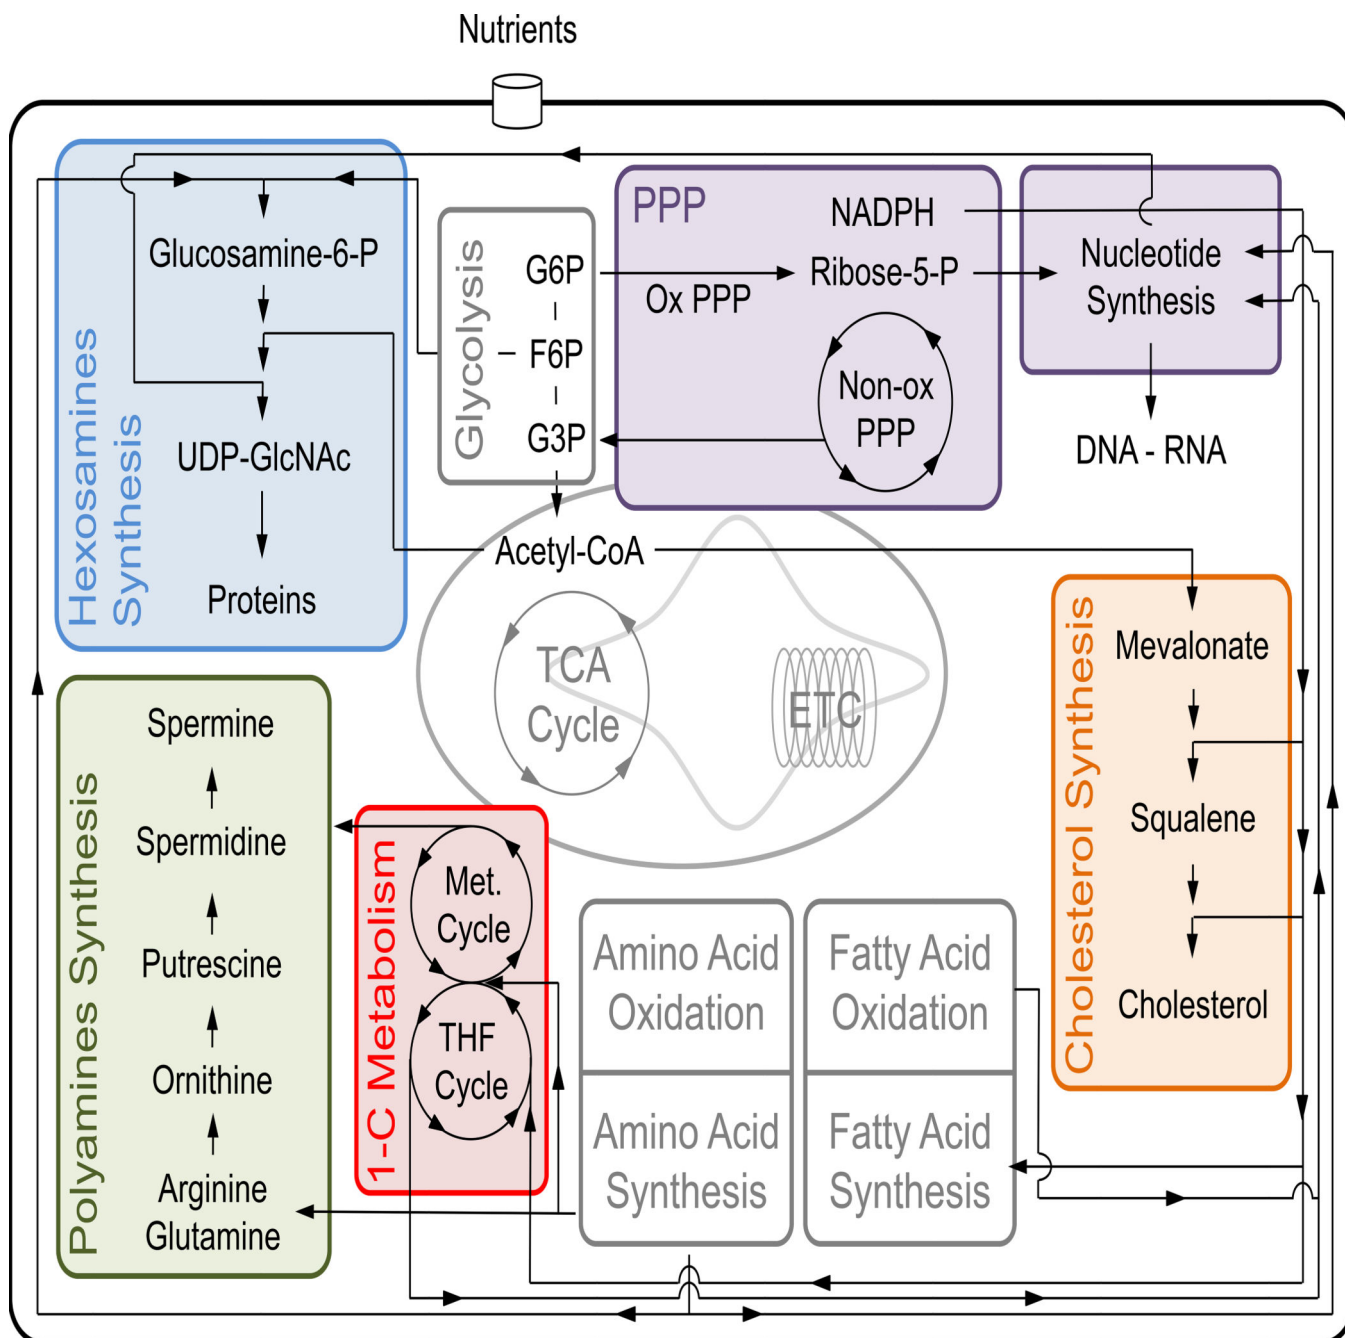 Nutrients
Hexosamines
Synthesis
Glucosamine-6-P
UDP-GlcNAc
Proteins
Glycolysis
G6P
F6P
G3P
PPP
NADPH
Ribose-5-P
Ox PPP
Non-ox
PPP
Nucleotide
Synthesis
DNA - RNA
Acetyl-CoA
TCA
Cycle
ETC
Cholesterol Synthesis
Mevalonate
Squalene
Cholesterol
Polyamines Synthesis
Spermine
Spermidine
Putrescine
Ornithine
Arginine
Glutamine
1-C Metabolism
Met.
Cycle
THF
Cycle
Amino Acid
Oxidation
Amino Acid
Synthesis
Fatty Acid
Oxidation
Fatty Acid
Synthesis